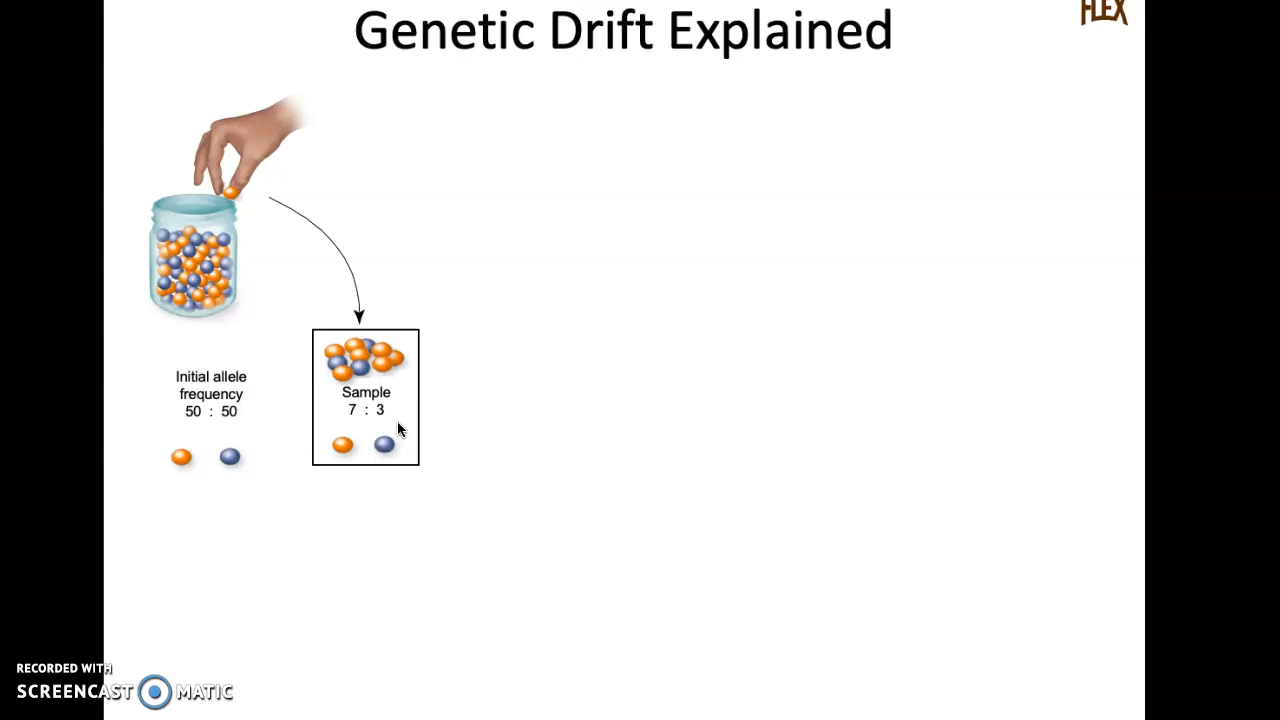 Genetic Drift Explained
FLEX
Initial allele
frequency
50 : 50
Sample
7 : 3
RECORDED WITH
SCREENCAST MATIC